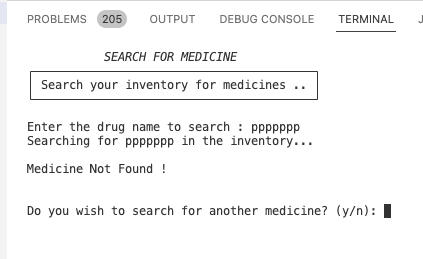 PROBLEMS 205 OUTPUT DEBUG CONSOLE TERMINAL
SEARCH FOR MEDICINE
Search your inventory for medicines ..
Enter the drug name to search : ppppppp
Searching for ppppppp in the inventory...
Medicine Not Found !
Do you wish to search for another medicine? (y/n):